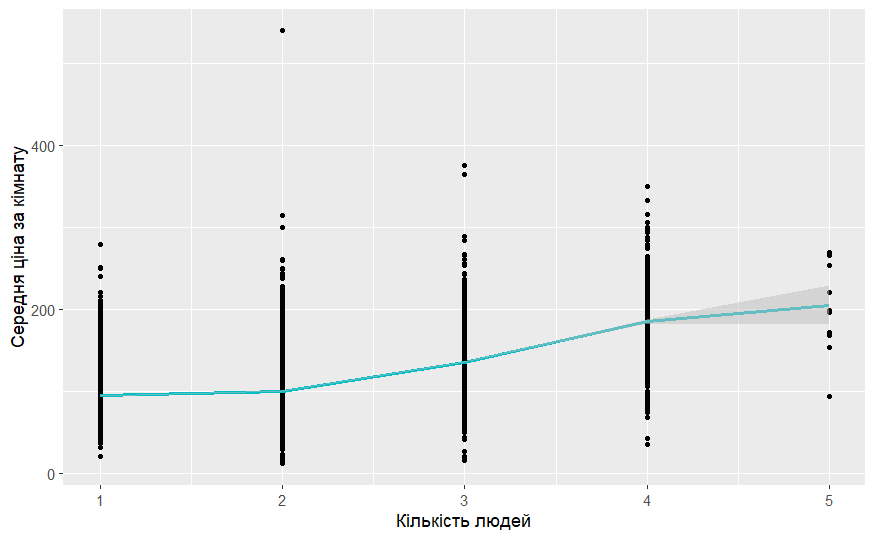 Середня ціна за кімнату
400
200
0
1 2 3 4 5
Кількість людей